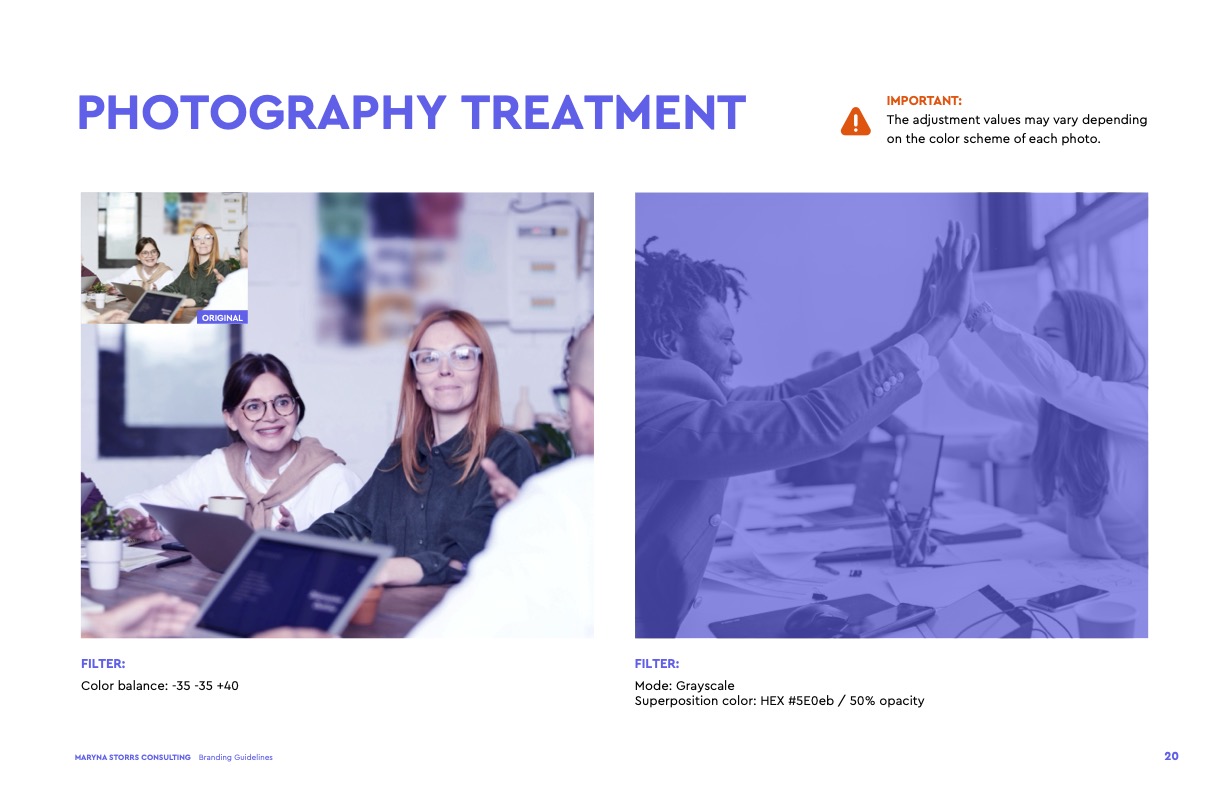 PHOTOGRAPHY TREATMENT
IMPORTANT:
The adjustment values may vary depending
on the color scheme of each photo.
ORIGINAL
FILTER:
Color balance: -35 -35 +40
FILTER:
Mode: Grayscale
Superposition color: HEX #5E0eb / 50% opacity
MARYNA STORRS CONSULTING Branding Guidelines
20